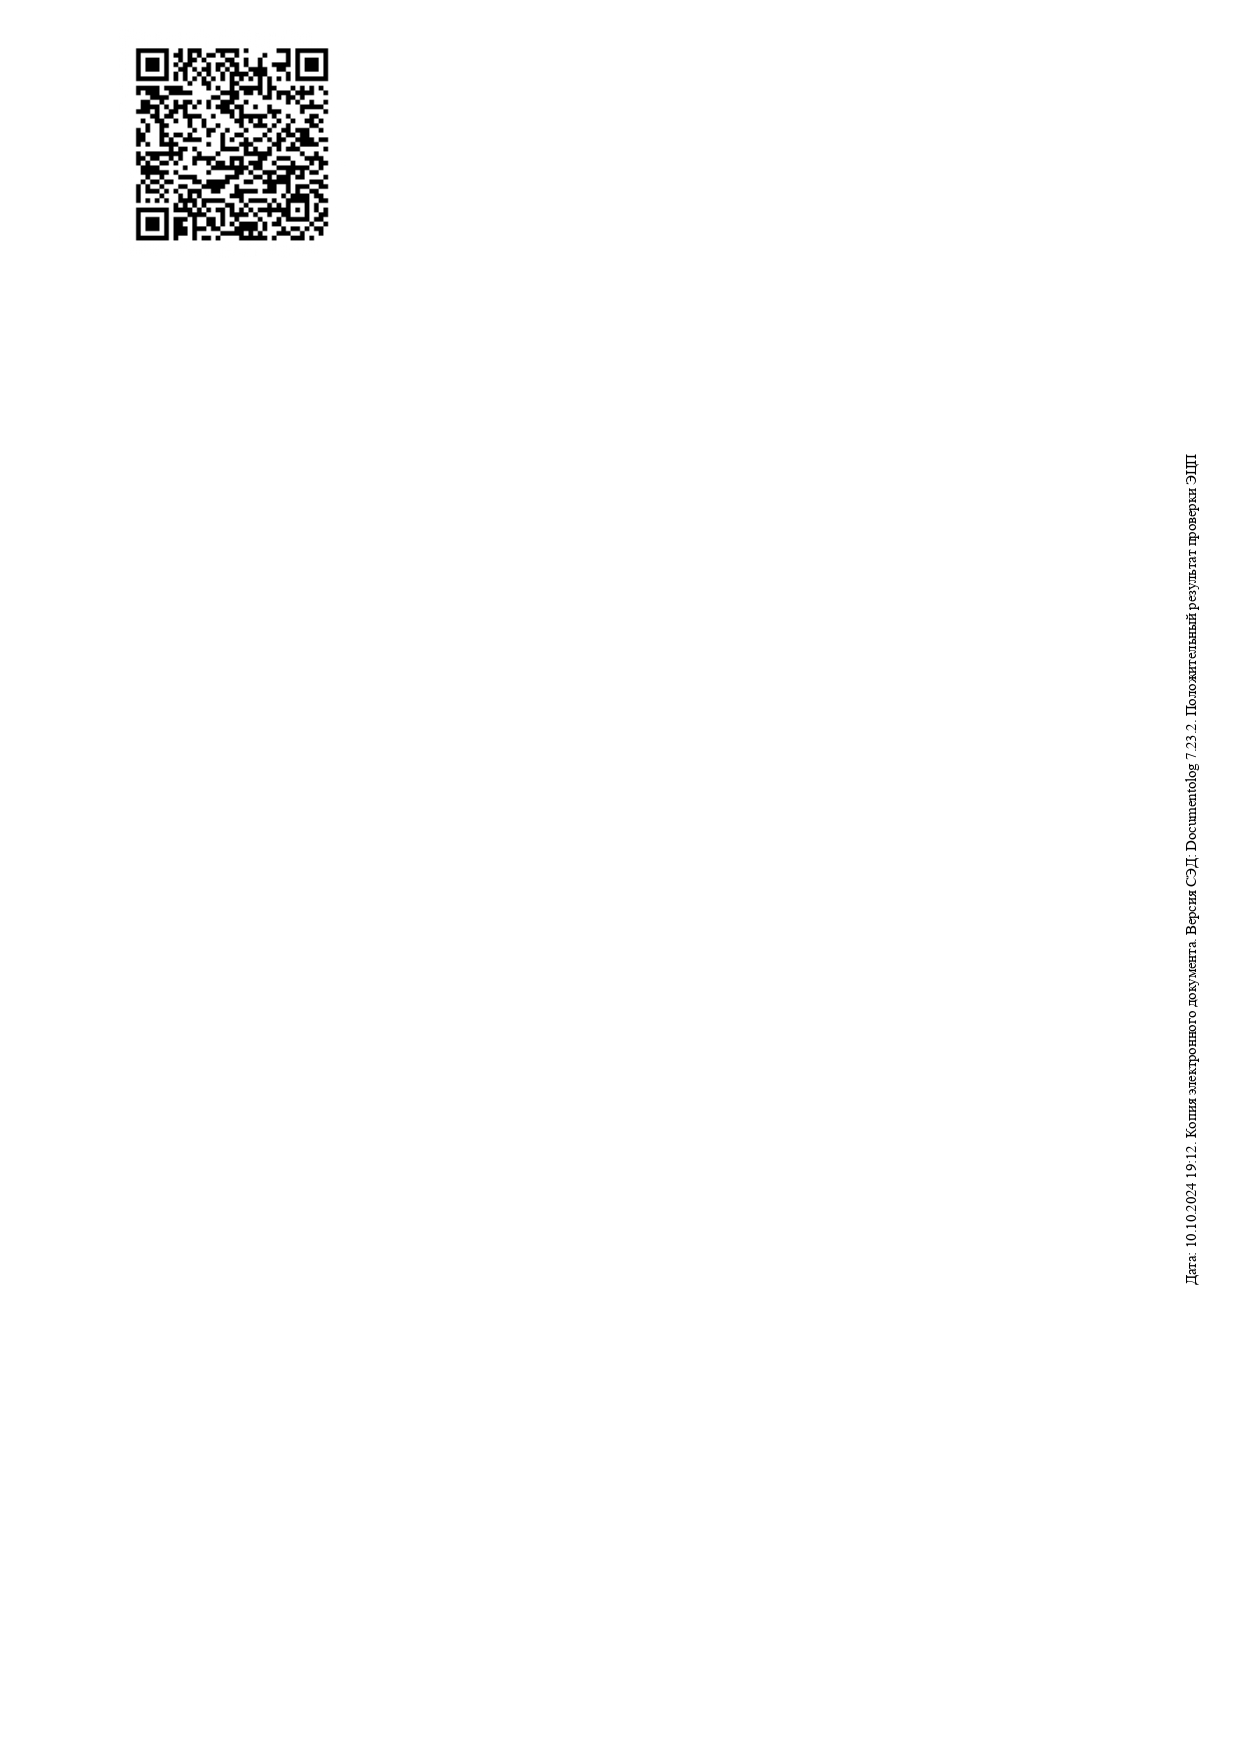 Дата: 10.10.2024 19:12. Копия электронного документа. Версия СЭД: Documentolog 7.23.2. Положительный результат проверки ЭЦП